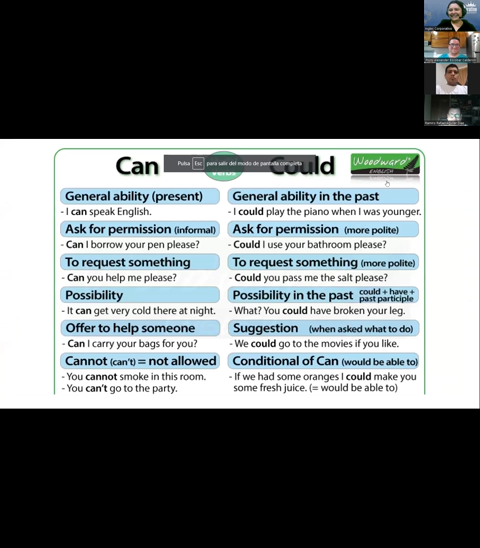 Can
Could
Verbs
Pulsa Esc para salir del modo de pantalla completa
Woodward
ENGLISH
General ability (present)
- I can speak English.
Ask for permission (informal)
- Can I borrow your pen please?
To request something
- Can you help me please?
Possibility
- It can get very cold there at night.
Offer to help someone
- Can I carry your bags for you?
Cannot (can't) = not allowed
- You cannot smoke in this room.
- You can't go to the party.
General ability in the past
- I could play the piano when I was younger.
Ask for permission (more polite)
- Could I use your bathroom please?
To request something (more polite)
- Could you pass me the salt please?
Possibility in the past could + have +
past participle
- What? You could have broken your leg.
Suggestion (when asked what to do)
- We could go to the movies if you like.
Conditional of Can (would be able to)
- If we had some oranges I could make you
some fresh juice. (= would be able to)